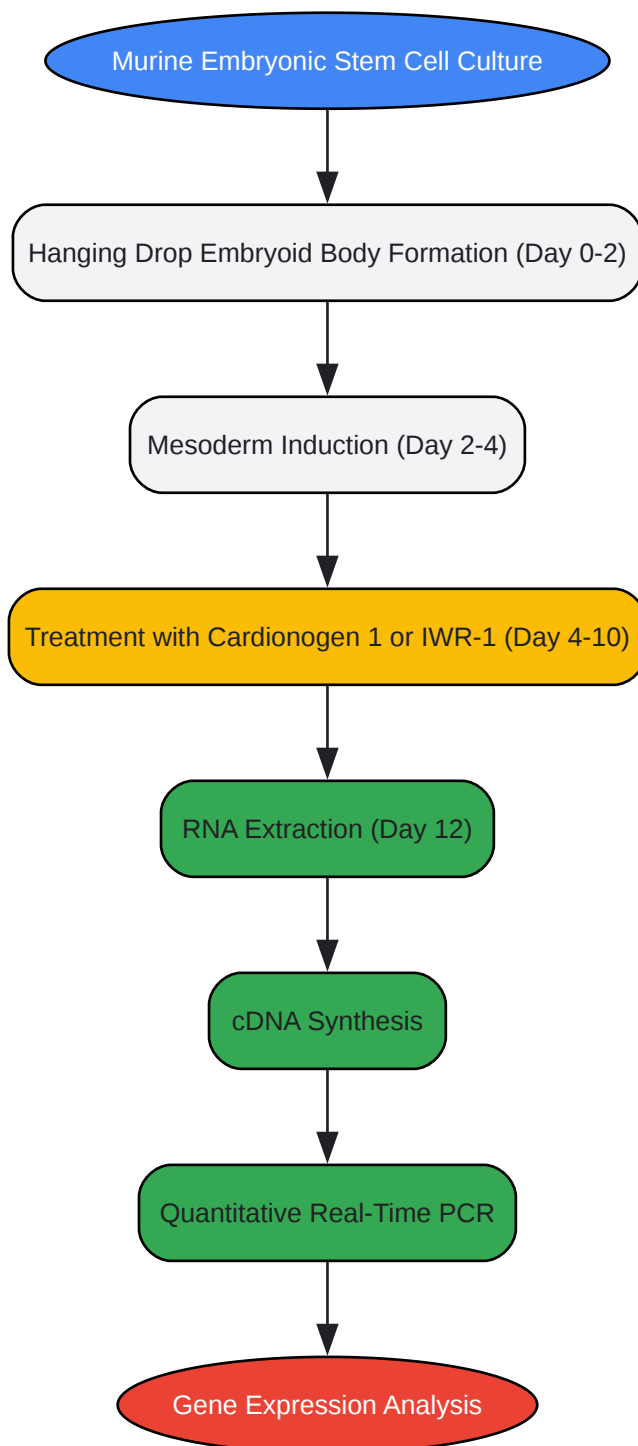 Murine Embryonic Stem Cell Culture
Hanging Drop Embryoid Body Formation (Day 0-2)
Mesoderm Induction (Day 2-4)
Treatment with Cardionogen 1 or IWR-1 (Day 4-10)
RNA Extraction (Day 12)
cDNA Synthesis
Quantitative Real-Time PCR
Gene Expression Analysis